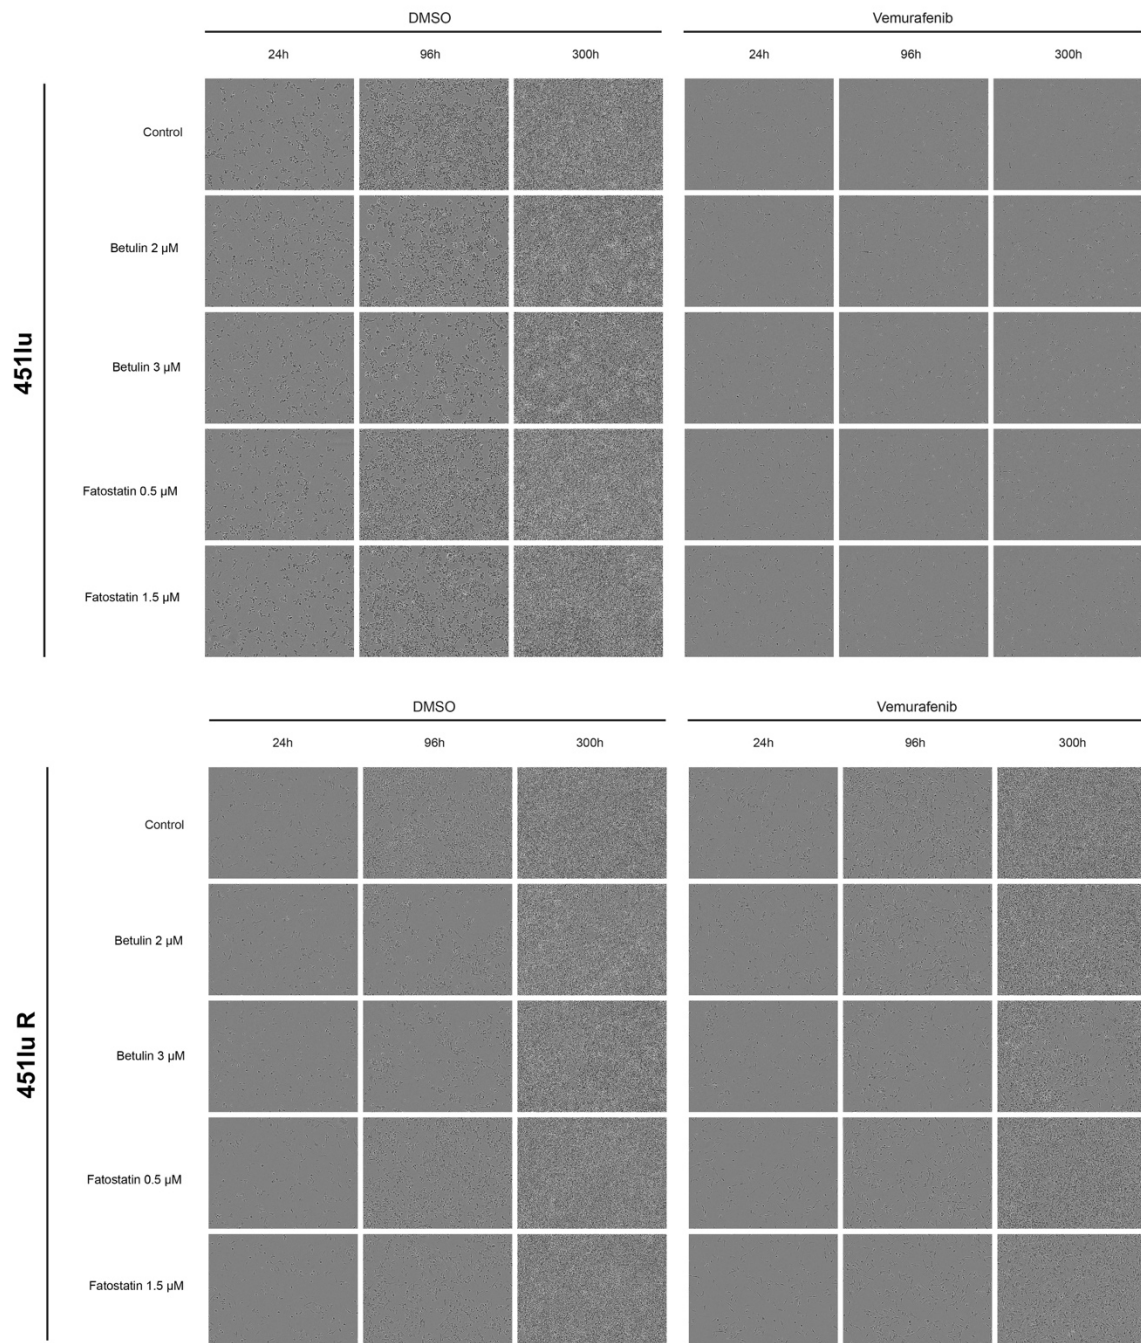 DMSO Vemurafenib
24h 96h 300h 24h 96h 300h
451lu
Control
Betulin 2 µM
Betulin 3 µM
Fatostatin 0.5 µM
Fatostatin 1.5 µM
DMSO Vemurafenib
24h 96h 300h 24h 96h 300h
451lu R
Control
Betulin 2 µM
Betulin 3 µM
Fatostatin 0.5 µM
Fatostatin 1.5 µM